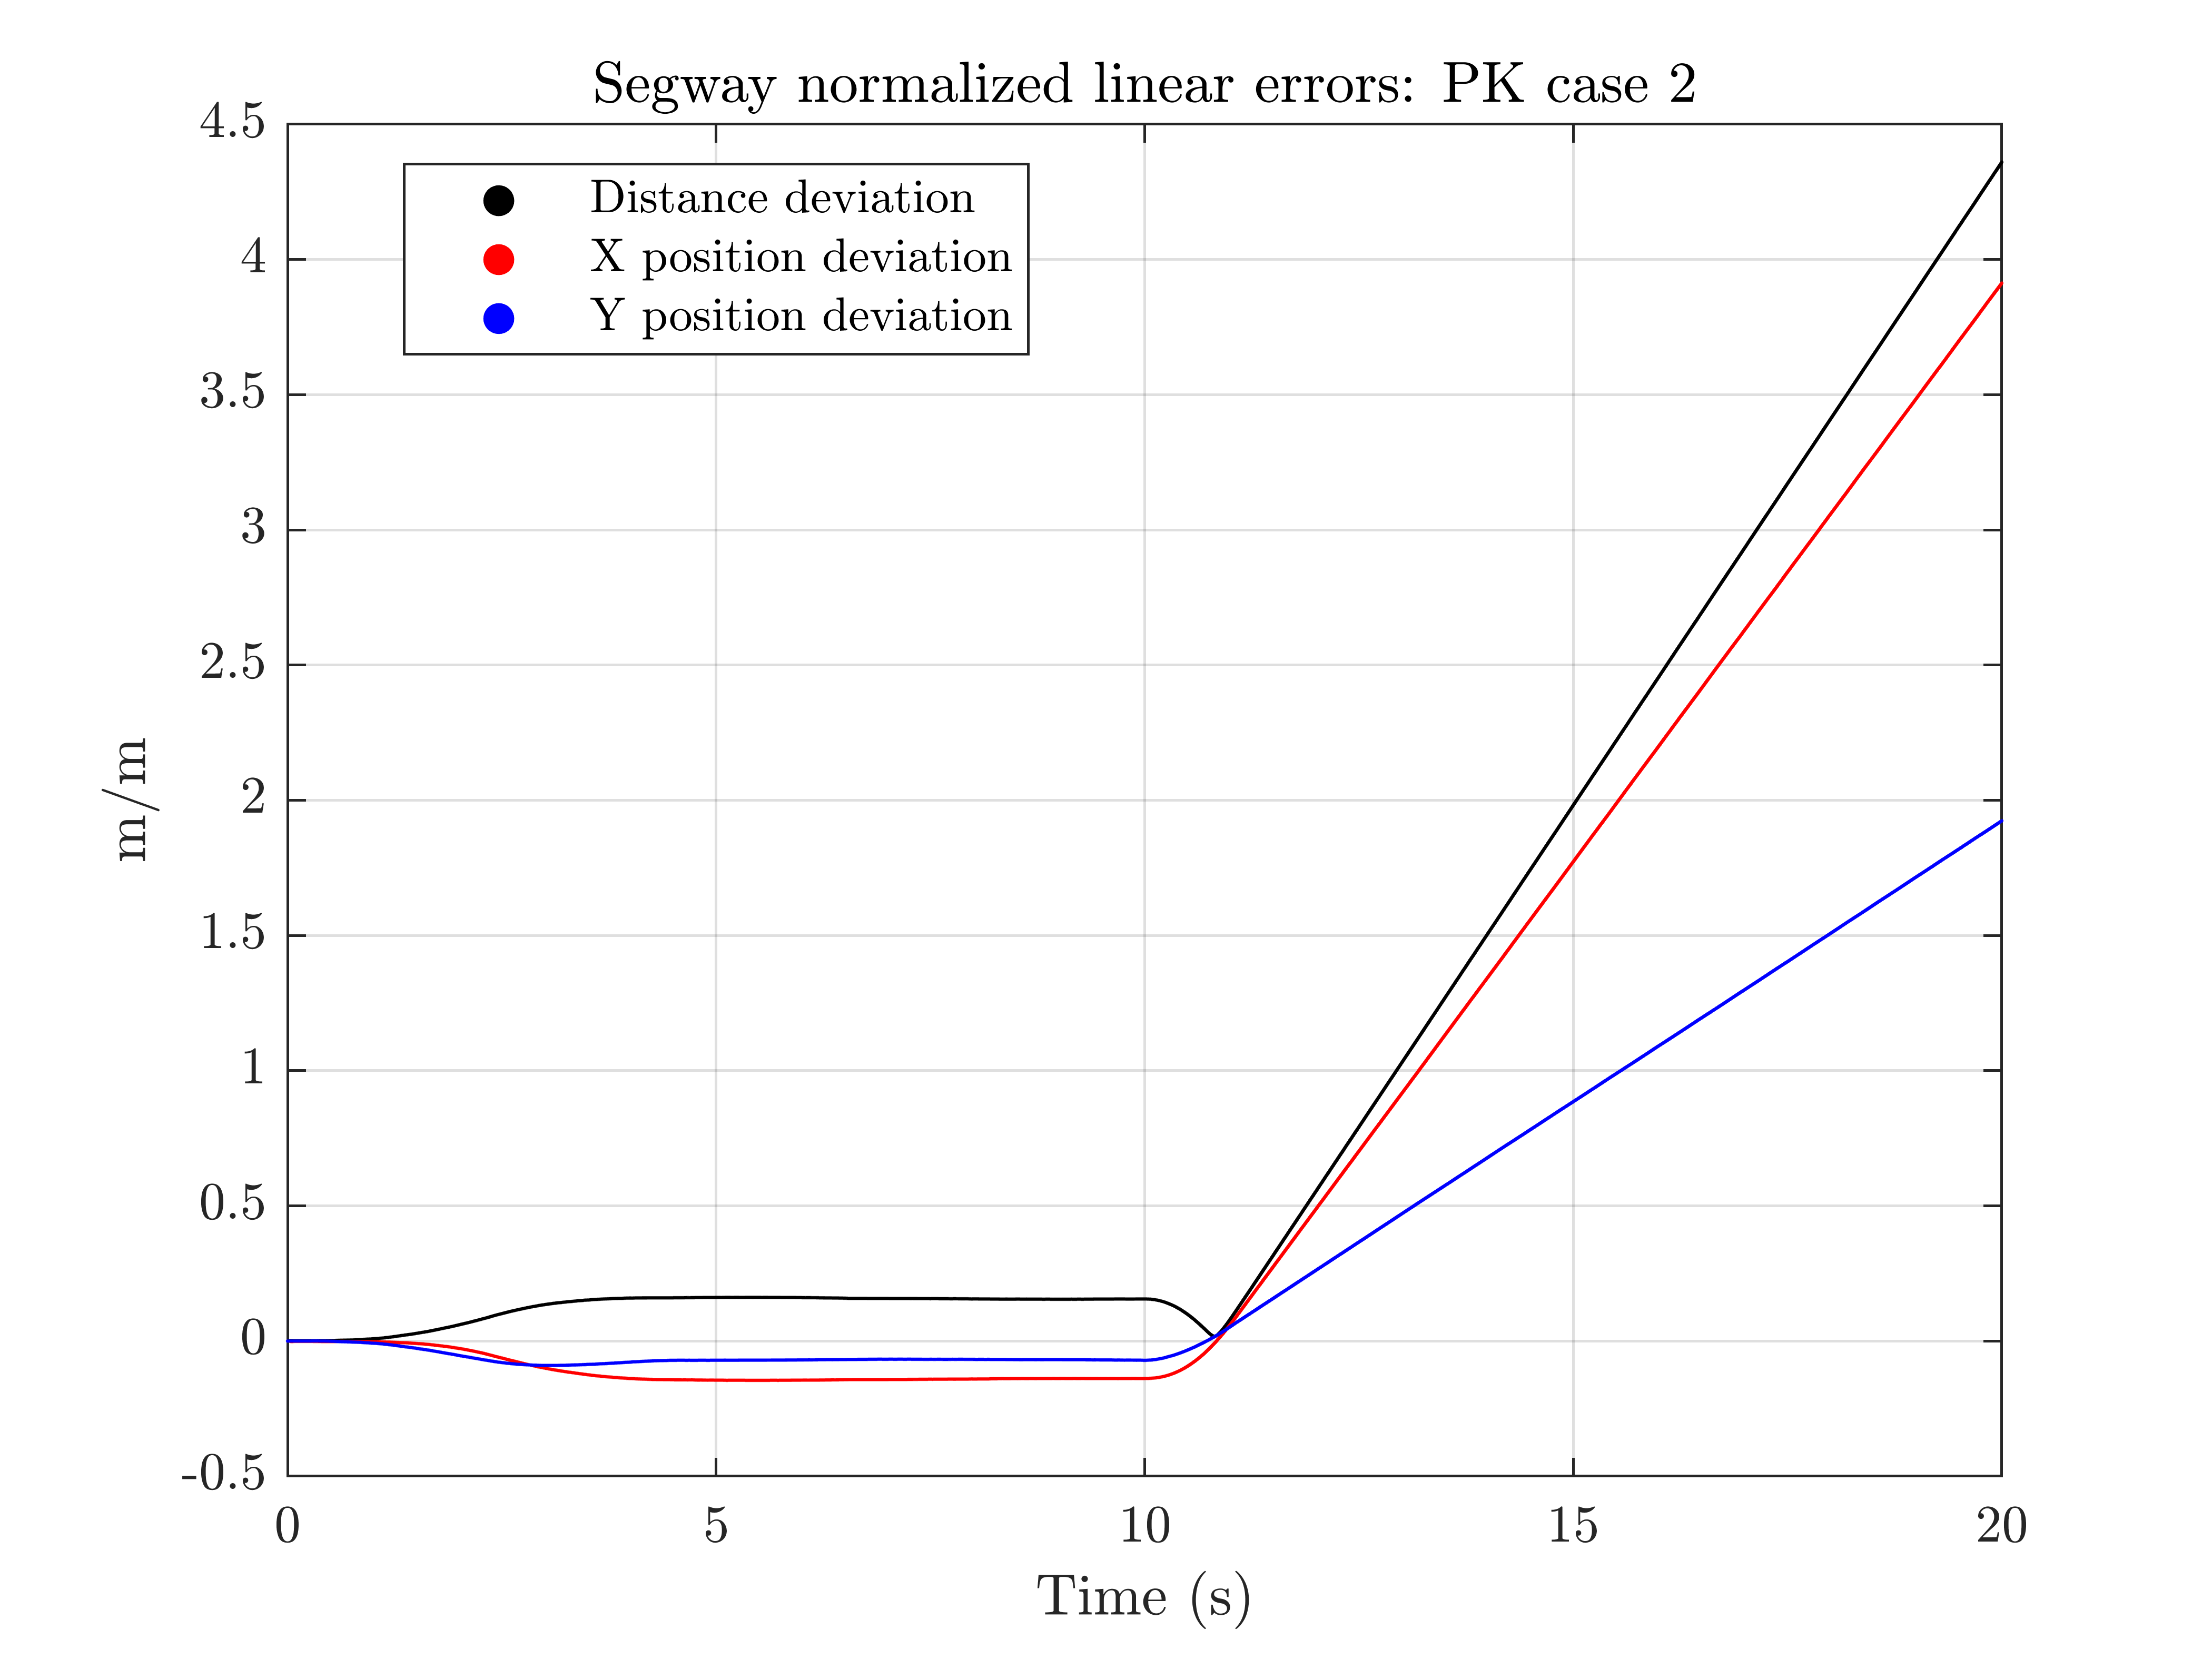 Segway normalized linear errors: PK case 2
4.5
4
3.5
3
2.5
2
1.5
1
0.5
0
-0.5
m/m
Distance deviation
X position deviation
Y position deviation
0 5 10 15 20
Time (s)